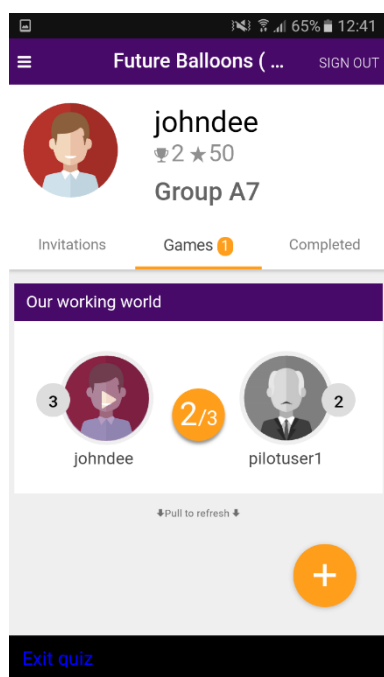 65% 12:41
Future Balloons ( ...
SIGN OUT
johndee
2 ★50
Group A7
Invitations
Games 1
Completed
Our working world
3
2/3
2
johndee
pilotuser1
Pull to refresh
+
Exit quiz